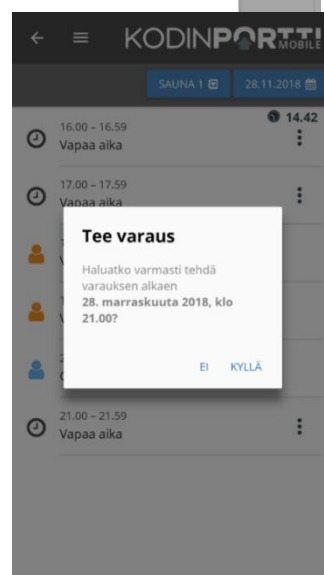 KODINPORTTI
MOBILE
SAUNA 1
28.11.2018
14.42
16.00 – 16.59
Vapaa aika
17.00 – 17.59
Vapaa aika
Tee varaus
Haluatko varmasti tehdä
varauksen alkaen
28. marraskuuta 2018, klo
21.00?
EI KYLLÄ
21.00 – 21.59
Vapaa aika